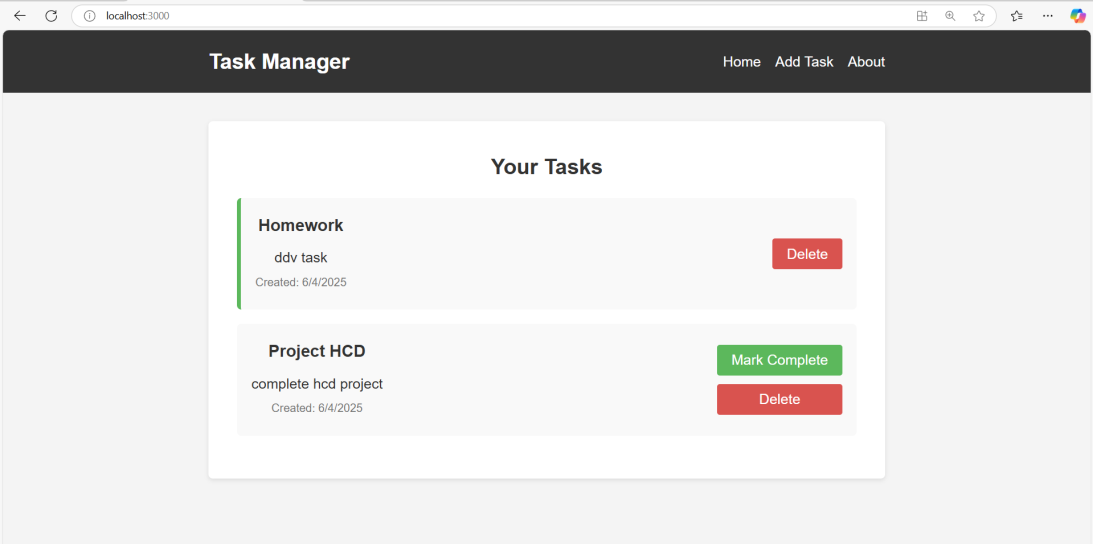 localhost:3000
Task Manager Home Add Task About
Your Tasks
Homework
ddv task
Created: 6/4/2025
Delete
Project HCD
complete hcd project
Created: 6/4/2025
Mark Complete
Delete